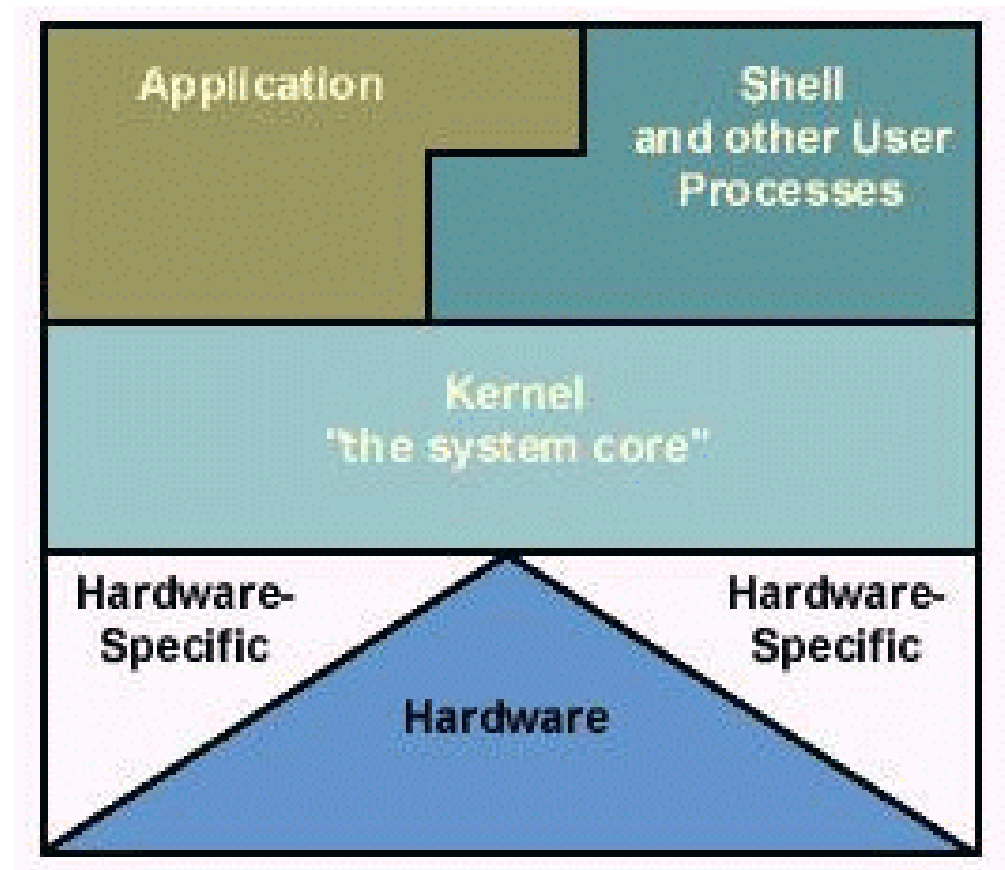 Application
Shell
and other User
Processes
Kernel
"the system core"
Hardware-
Specific
Hardware-
Specific
Hardware